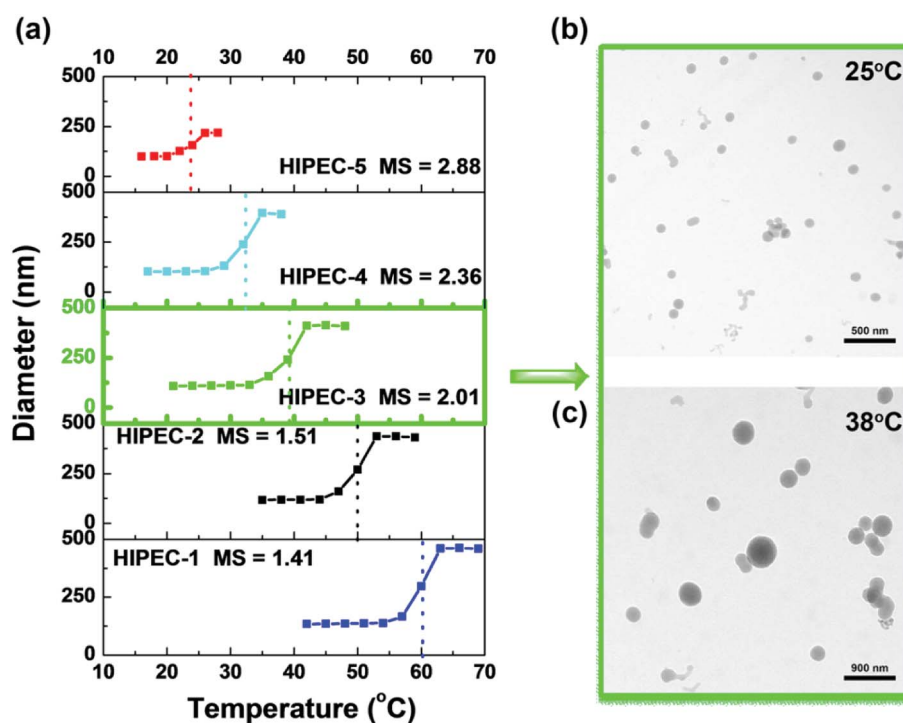 (a)
10 20 30 40 50 60 70
500
250
0
HIPEC-5 MS = 2.88
500
250
0
HIPEC-4 MS = 2.36
500
250
0
HIPEC-3 MS = 2.01
500
250
0
HIPEC-2 MS = 1.51
500
250
0
HIPEC-1 MS = 1.41
10 20 30 40 50 60 70
Temperature (°C)
Diameter (nm)
(b)
25°C
500 nm
(c)
38°C
900 nm